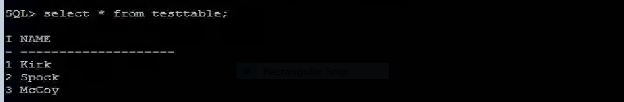 SQL> select * from testtable;
I NAME
- --------------------
1 Kirk
2 Spock
3 McCoy